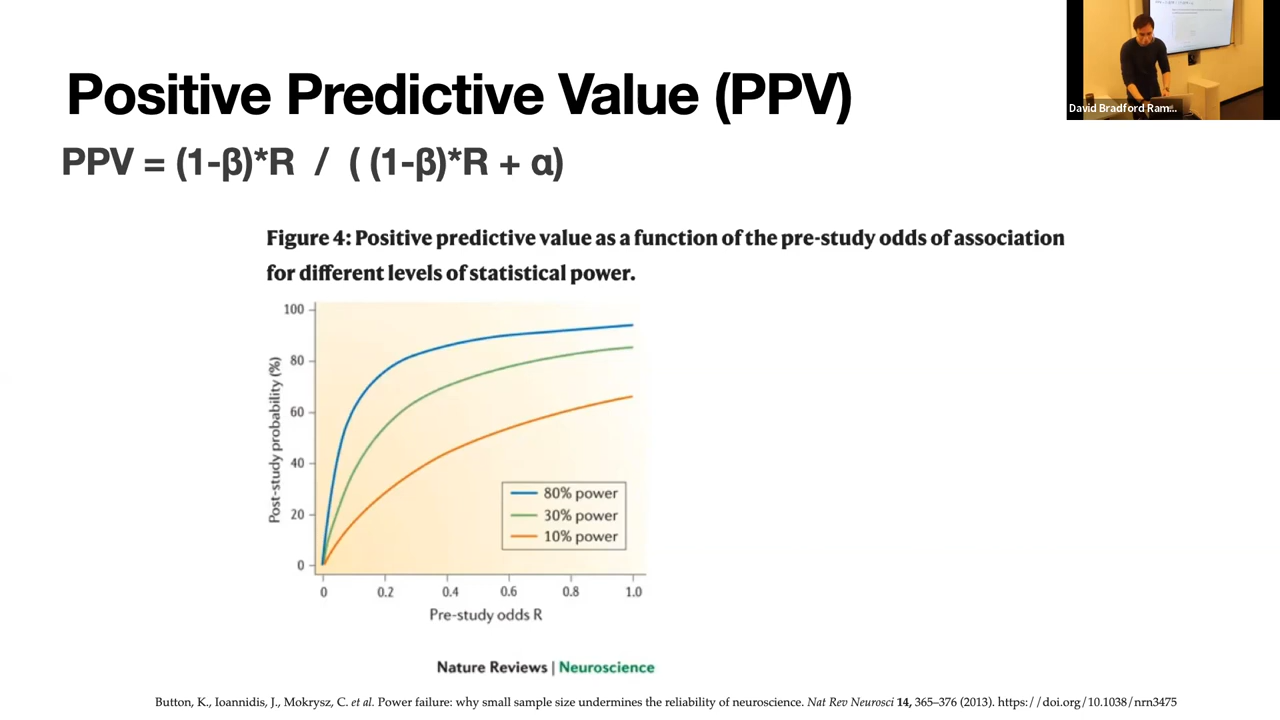 Positive Predictive Value (PPV)
David Bradford Ram...
PPV = (1-β)*R / ( (1-β)*R + α)
Figure 4: Positive predictive value as a function of the pre-study odds of association
for different levels of statistical power.
100
80
60
40
20
0
Post-study probability (%)
80% power
30% power
10% power
0 0.2 0.4 0.6 0.8 1.0
Pre-study odds R
Nature Reviews | Neuroscience
Button, K., Ioannidis, J., Mokrysz, C. et al. Power failure: why small sample size undermines the reliability of neuroscience. Nat Rev Neurosci 14, 365–376 (2013). https://doi.org/10.1038/nrn3475